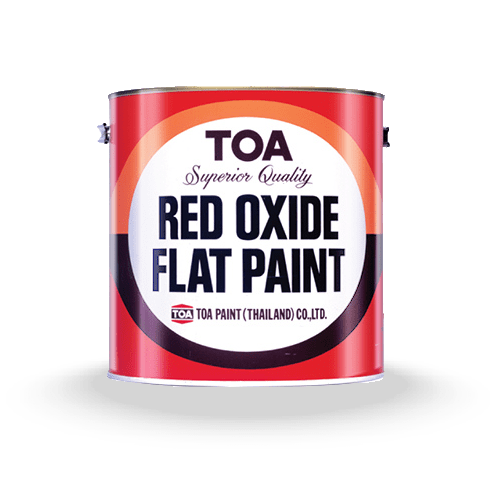 TOA
Superior Quality
RED OXIDE
FLAT PAINT
TOA TOA PAINT (THAILAND) CO.,LTD.